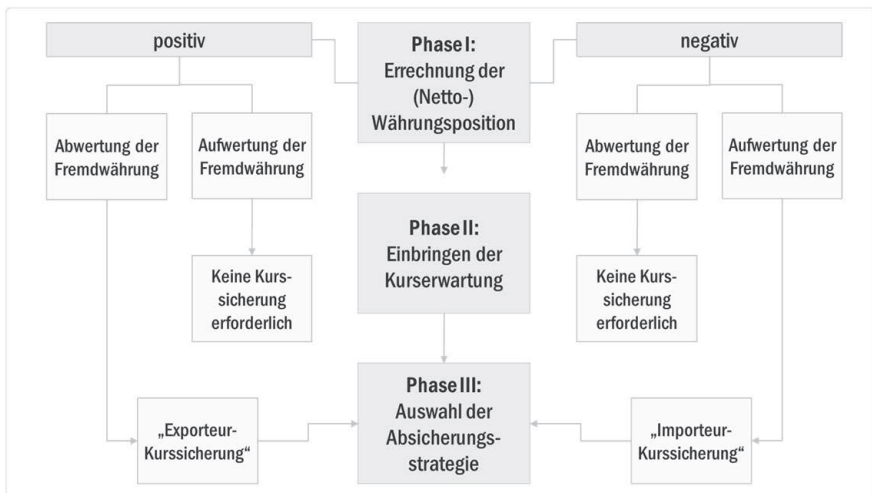 positiv
Phase I:
Errechnung der
(Netto-)
Währungsposition
negativ
Abwertung der
Fremdwährung
Aufwertung der
Fremdwährung
Abwertung der
Fremdwährung
Aufwertung der
Fremdwährung
Phase II:
Einbringen der
Kurserwartung
Keine Kurs-
sicherung
erforderlich
Keine Kurs-
sicherung
erforderlich
Phase III:
Auswahl der
Absicherungs-
strategie
„Exporteur-
Kurssicherung“
„Importeur-
Kurssicherung“